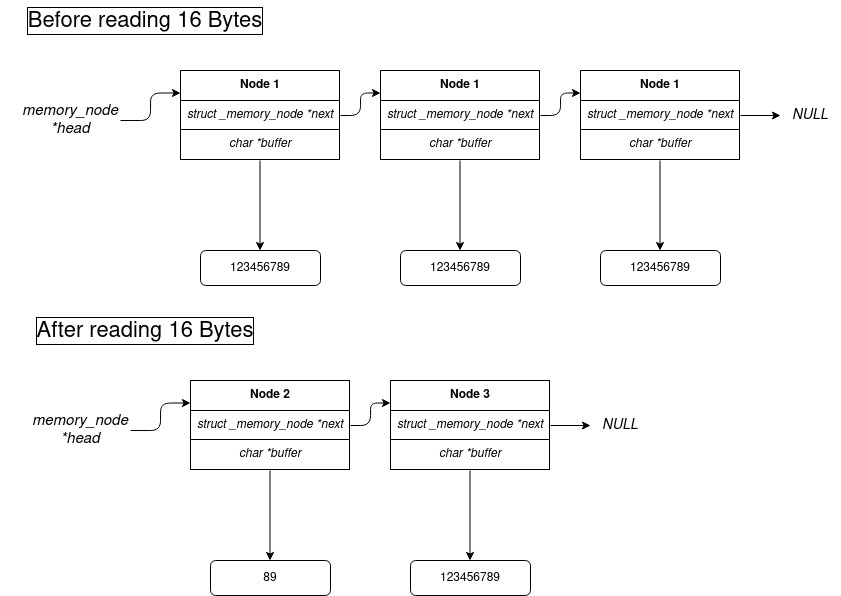 Before reading 16 Bytes
Node 1
Node 1
Node 1
memory_node
*head
struct _memory_node *next
struct _memory_node *next
struct _memory_node *next
NULL
char *buffer
char *buffer
char *buffer
123456789
123456789
123456789
After reading 16 Bytes
Node 2
Node 3
memory_node
*head
struct _memory_node *next
struct _memory_node *next
NULL
char *buffer
char *buffer
89
123456789